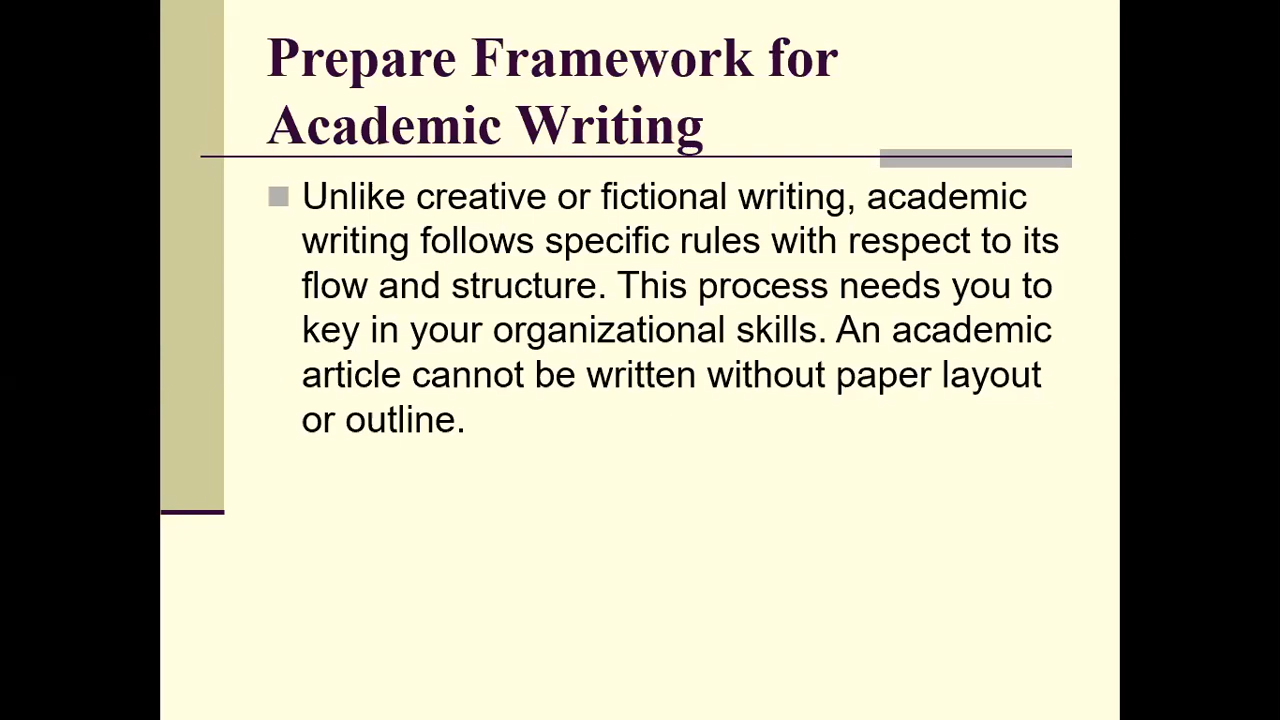 Prepare Framework for
Academic Writing
Unlike creative or fictional writing, academic
writing follows specific rules with respect to its
flow and structure. This process needs you to
key in your organizational skills. An academic
article cannot be written without paper layout
or outline.